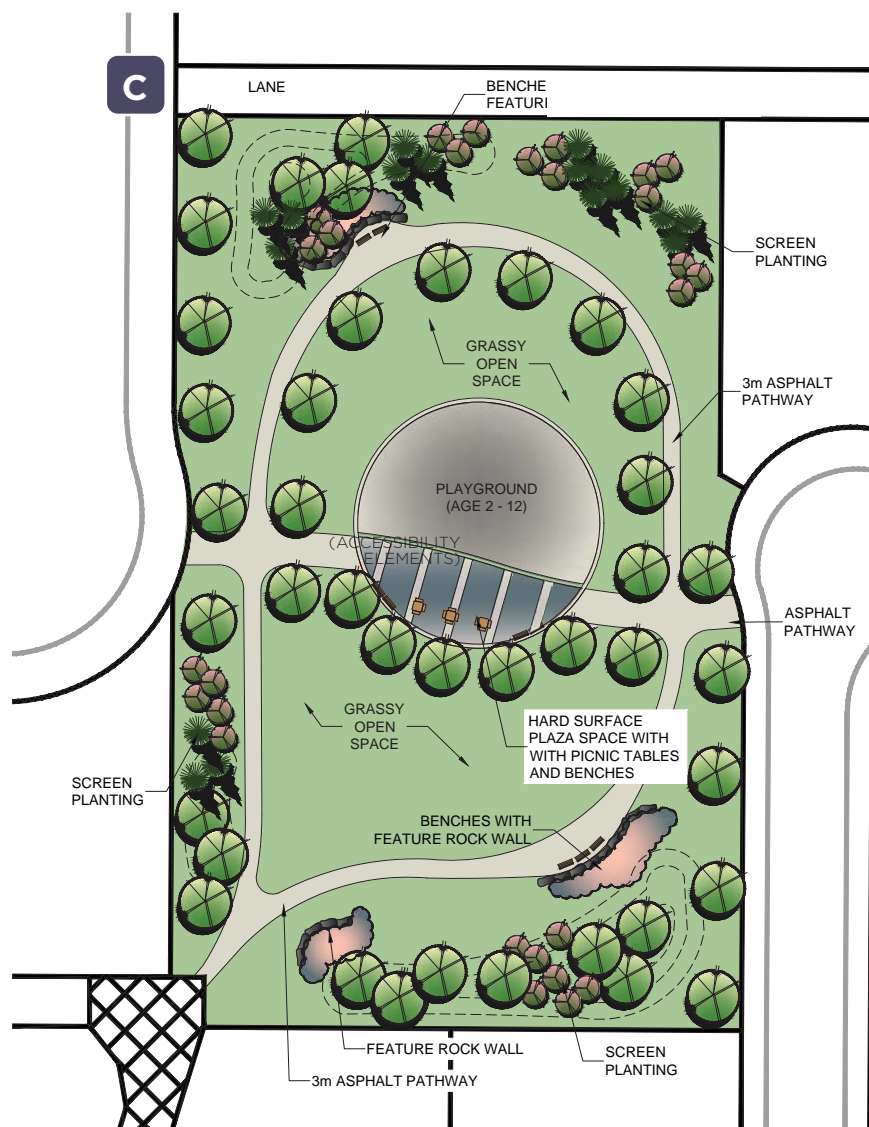 C
LANE
BENCHE
FEATURI
SCREEN
PLANTING
GRASSY
OPEN
SPACE
3m ASPHALT
PATHWAY
PLAYGROUND
(AGE 2 - 12)
(ACCESSIBILITY
ELEMENTS)
ASPHALT
PATHWAY
GRASSY
OPEN
SPACE
HARD SURFACE
PLAZA SPACE WITH
WITH PICNIC TABLES
AND BENCHES
SCREEN
PLANTING
BENCHES WITH
FEATURE ROCK WALL
FEATURE ROCK WALL
SCREEN
PLANTING
3m ASPHALT PATHWAY